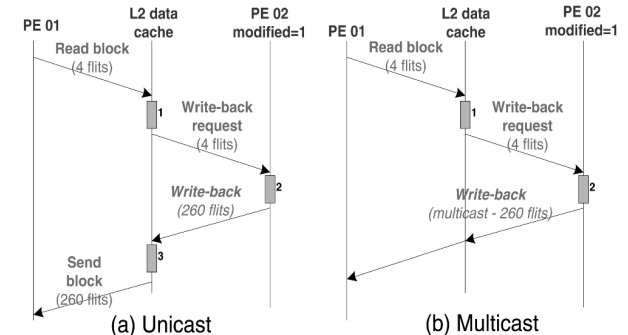 PE 01
L2 data
cache
PE 02
modified=1
Read block
(4 flits)
1
Write-back
request
(4 flits)
2
Write-back
(260 flits)
3
Send
block
(260 flits)
(a) Unicast
PE 01
L2 data
cache
PE 02
modified=1
Read block
(4 flits)
1
Write-back
request
(4 flits)
2
Write-back
(multicast - 260 flits)
(b) Multicast